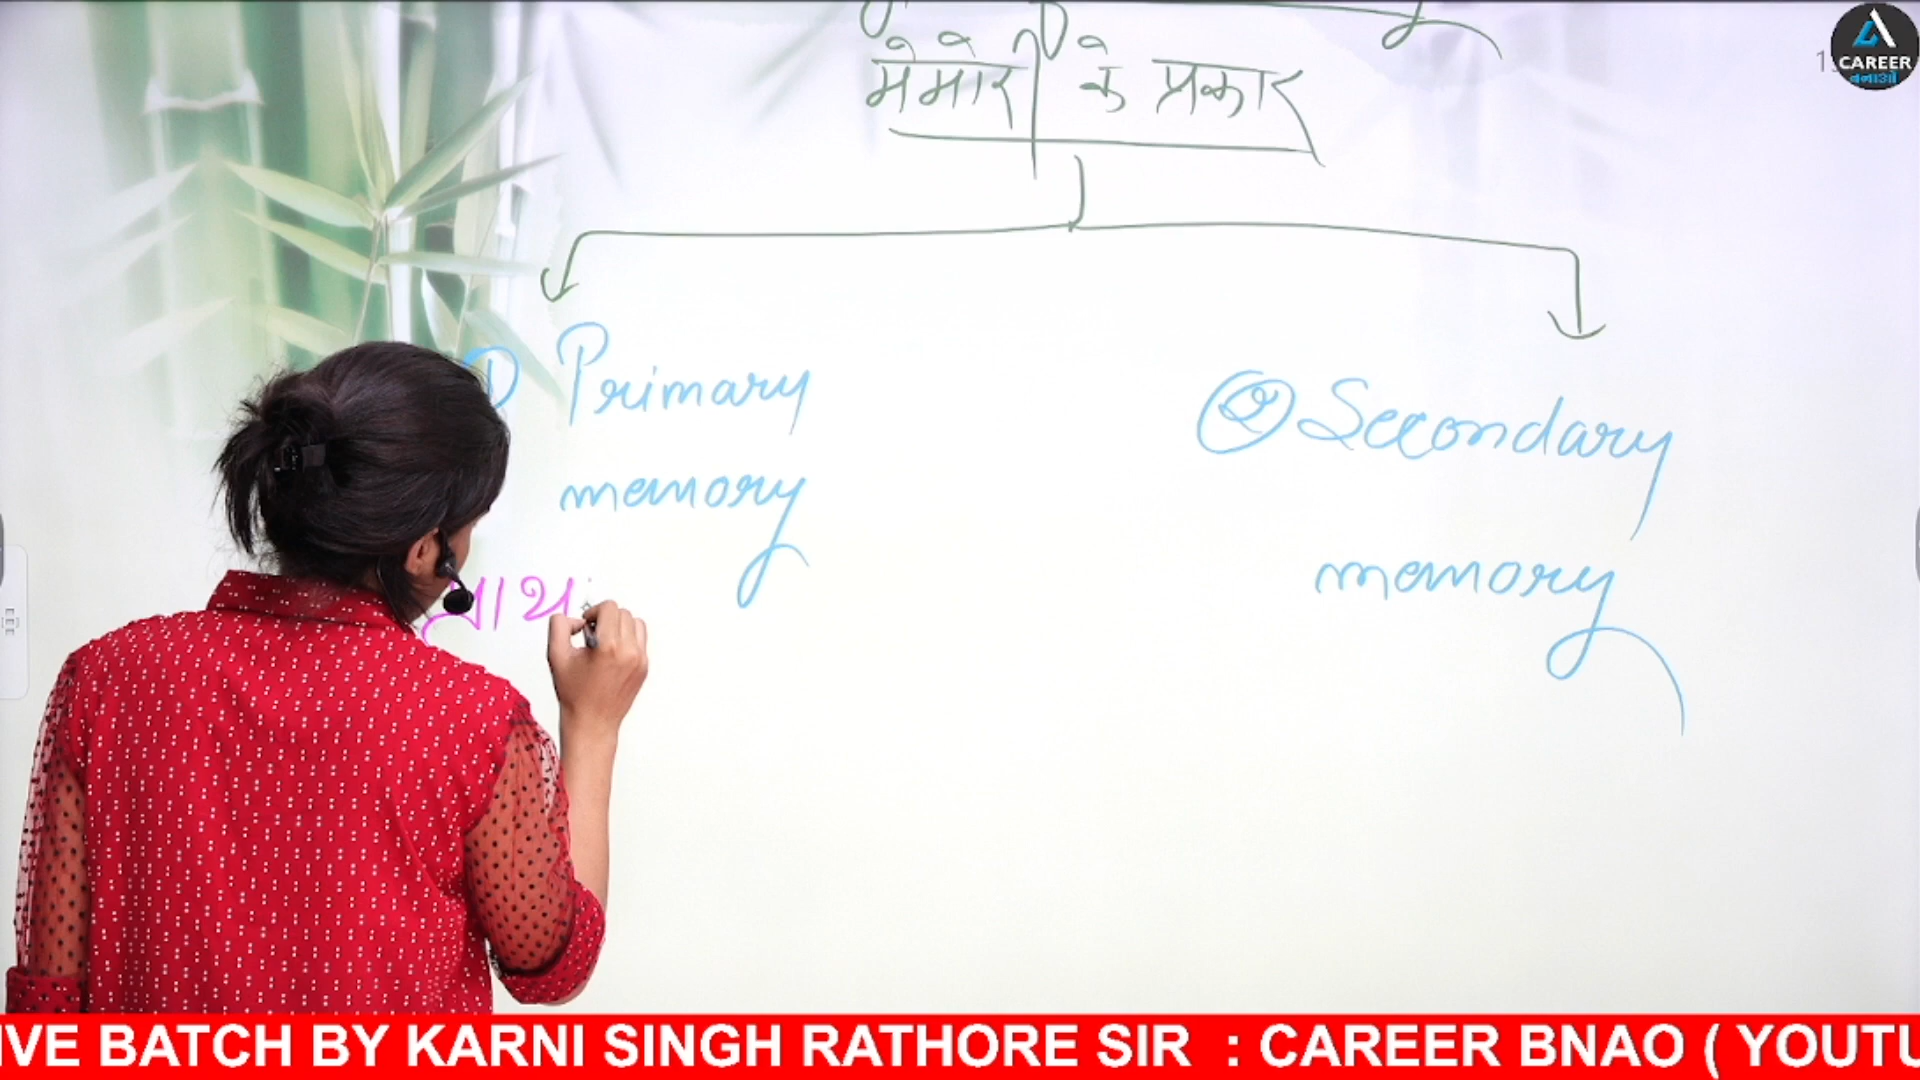 CAREER
बनाओ
मेमोरी के प्रकार
① Primary
memory
② Secondary
memory
प्राथ
IVE BATCH BY KARNI SINGH RATHORE SIR : CAREER BNAO ( YOUTU